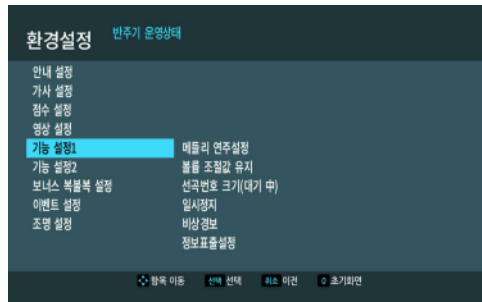 환경설정 반주기 운영상태
안내 설정
가사 설정
점수 설정
영상 설정
기능 설정1 메들리 연주설정
기능 설정2 볼륨 조절값 유지
보너스 복불복 설정 선곡번호 크기(대기 中)
이벤트 설정 일시정지
조명 설정 비상경보
정보표출설정
항목 이동 선택 선택 취소 이전 0 초기화면